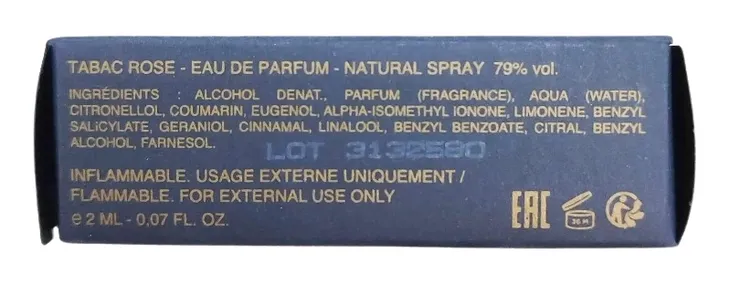 TABAC ROSE - EAU DE PARFUM - NATURAL SPRAY 79% vol.
INGRÉDIENTS : ALCOHOL DENAT., PARFUM (FRAGRANCE), AQUA (WATER),
CITRONELLOL, COUMARIN, EUGENOL, ALPHA-ISOMETHYL IONONE, LIMONENE, BENZYL
SALICYLATE, GERANIOL, CINNAMAL, LINALOOL, BENZYL BENZOATE, CITRAL, BENZYL
ALCOHOL, FARNESOL.
LOT 3132580
INFLAMMABLE. USAGE EXTERNE UNIQUEMENT /
FLAMMABLE. FOR EXTERNAL USE ONLY
e 2 ML - 0,07 FL. OZ.
EAC
36 M